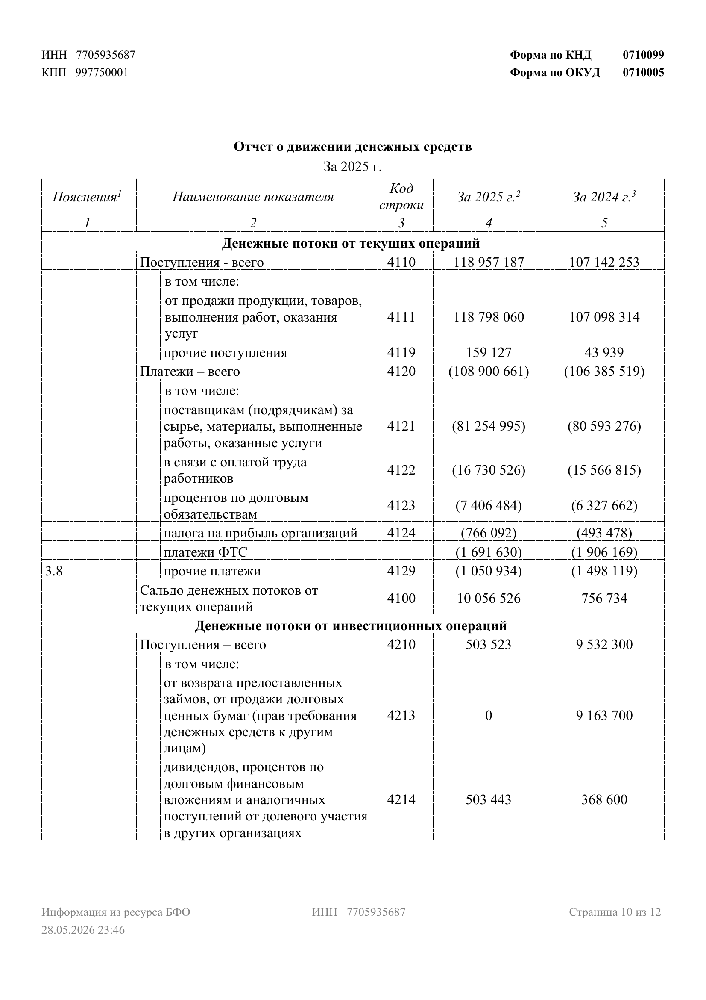 ИНН 7705935687
КПП 997750001
Форма по КНД 0710099
Форма по ОКУД 0710005
Отчет о движении денежных средств
За 2025 г.
Пояснения1 Наименование показателя Код строки За 2025 г.2 За 2024 г.3
1 2 3 4 5
Денежные потоки от текущих операций
Поступления - всего 4110 118 957 187 107 142 253
в том числе:
от продажи продукции, товаров,
выполнения работ, оказания 4111 118 798 060 107 098 314
услуг
прочие поступления 4119 159 127 43 939
Платежи – всего 4120 (108 900 661) (106 385 519)
в том числе:
поставщикам (подрядчикам) за
сырье, материалы, выполненные 4121 (81 254 995) (80 593 276)
работы, оказанные услуги
в связи с оплатой труда
работников 4122 (16 730 526) (15 566 815)
процентов по долговым
обязательствам 4123 (7 406 484) (6 327 662)
налога на прибыль организаций 4124 (766 092) (493 478)
платежи ФТС (1 691 630) (1 906 169)
3.8 прочие платежи 4129 (1 050 934) (1 498 119)
Сальдо денежных потоков от
текущих операций 4100 10 056 526 756 734
Денежные потоки от инвестиционных операций
Поступления – всего 4210 503 523 9 532 300
в том числе:
от возврата предоставленных
займов, от продажи долговых
ценных бумаг (прав требования 4213 0 9 163 700
денежных средств к другим
лицам)
дивидендов, процентов по
долговым финансовым
вложениям и аналогичных 4214 503 443 368 600
поступлений от долевого участия
в других организациях
Информация из ресурса БФО ИНН 7705935687 Страница 10 из 12
28.05.2026 23:46